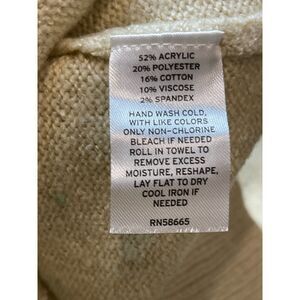 52% ACRYLIC
20% POLYESTER
16% COTTON
10% VISCOSE
2% SPANDEX
HAND WASH COLD,
WITH LIKE COLORS
ONLY NON-CHLORINE
BLEACH IF NEEDED
ROLL IN TOWEL TO
REMOVE EXCESS
MOISTURE, RESHAPE,
LAY FLAT TO DRY
COOL IRON IF
NEEDED
RN58665